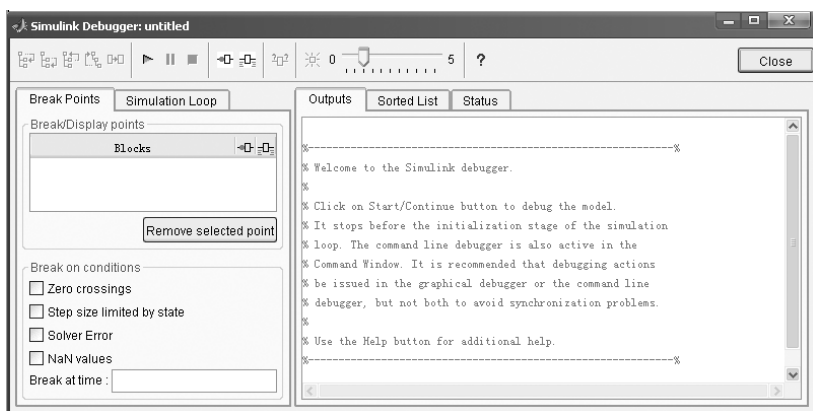 Simulink Debugger: untitled
0 5 ? Close
Break Points Simulation Loop
Break/Display points
Blocks
Remove selected point
Break on conditions
Zero crossings
Step size limited by state
Solver Error
NaN values
Break at time :
Outputs Sorted List Status
%--------------------------------------------------------------%
% Welcome to the Simulink debugger.
%
% Click on Start/Continue button to debug the model.
% It stops before the initialization stage of the simulation
% loop. The command line debugger is also active in the
% Command Window. It is recommended that debugging actions
% be issued in the graphical debugger or the command line
% debugger, but not both to avoid synchronization problems.
%
% Use the Help button for additional help.
%--------------------------------------------------------------%